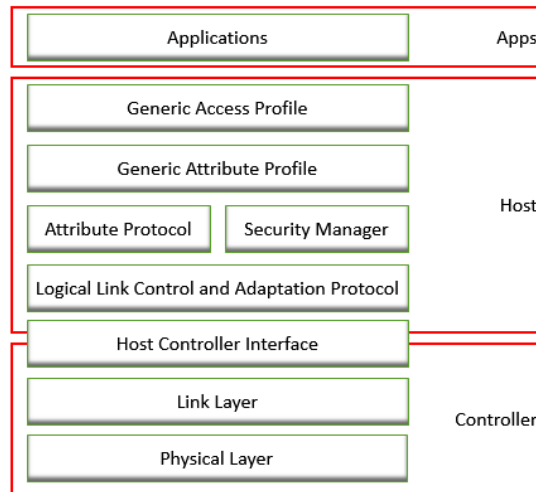 Applications Apps
Generic Access Profile
Generic Attribute Profile
Host
Attribute Protocol Security Manager
Logical Link Control and Adaptation Protocol
Host Controller Interface
Link Layer
Controller
Physical Layer